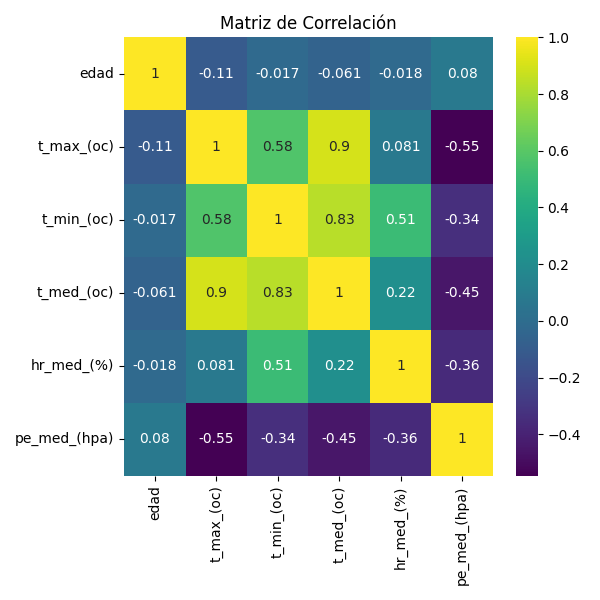 Matriz de Correlación
edad 1 -0.11 -0.017 -0.061 -0.018 0.08
t_max_(oc) -0.11 1 0.58 0.9 0.081 -0.55
t_min_(oc) -0.017 0.58 1 0.83 0.51 -0.34
t_med_(oc) -0.061 0.9 0.83 1 0.22 -0.45
hr_med_(%) -0.018 0.081 0.51 0.22 1 -0.36
pe_med_(hpa) 0.08 -0.55 -0.34 -0.45 -0.36 1
edad
t_max_(oc)
t_min_(oc)
t_med_(oc)
hr_med_(%)
pe_med_(hpa)
1.0
0.8
0.6
0.4
0.2
0.0
−0.2
−0.4